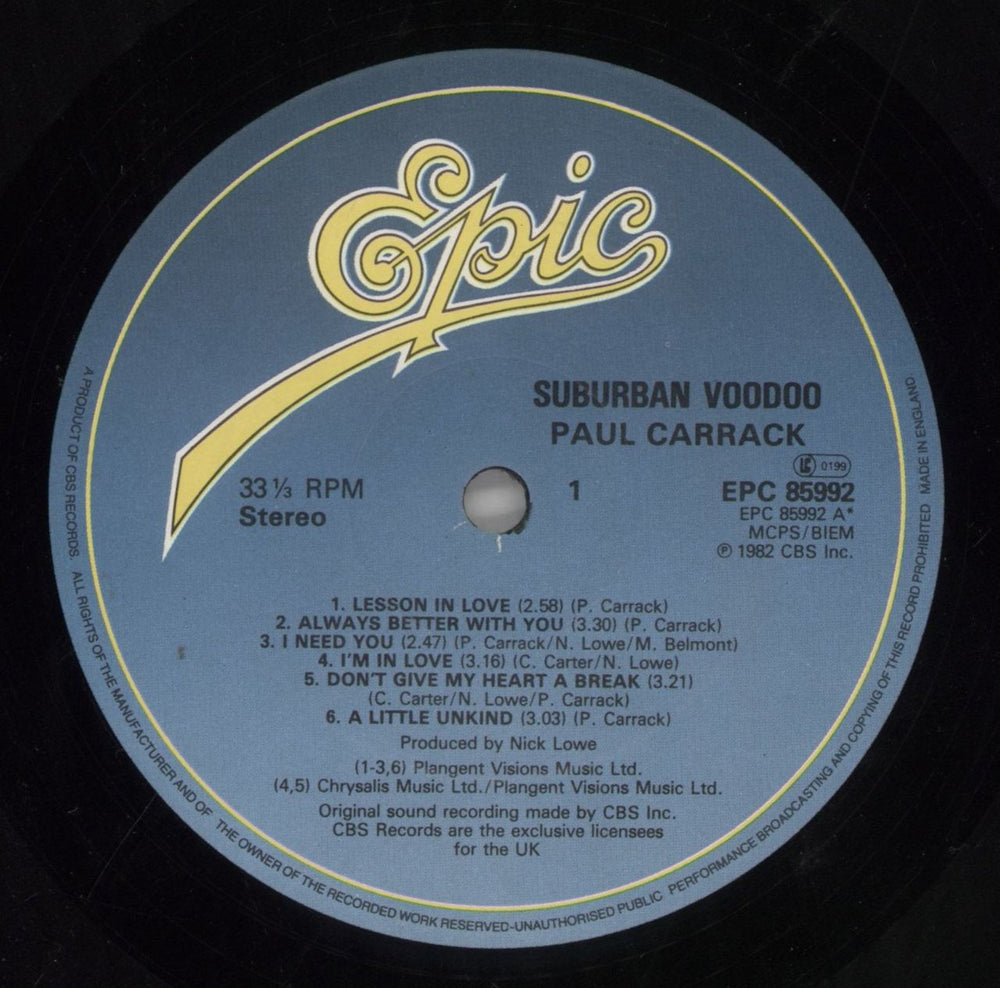 Epic
SUBURBAN VOODOO
PAUL CARRACK
LC 0199
33 ⅓ RPM
Stereo
1
EPC 85992
EPC 85992 A*
MCPS/BIEM
℗ 1982 CBS Inc.
1. LESSON IN LOVE (2.58) (P. Carrack)
2. ALWAYS BETTER WITH YOU (3.30) (P. Carrack)
3. I NEED YOU (2.47) (P. Carrack/N. Lowe/M. Belmont)
4. I'M IN LOVE (3.16) (C. Carter/N. Lowe)
5. DON'T GIVE MY HEART A BREAK (3.21)
(C. Carter/N. Lowe/P. Carrack)
6. A LITTLE UNKIND (3.03) (P. Carrack)
Produced by Nick Lowe
(1-3,6) Plangent Visions Music Ltd.
(4,5) Chrysalis Music Ltd./Plangent Visions Music Ltd.
Original sound recording made by CBS Inc.
CBS Records are the exclusive licensees
for the UK
A PRODUCT OF CBS RECORDS. ALL RIGHTS OF THE MANUFACTURER AND OF THE OWNER OF THE RECORDED WORK RESERVED-UNAUTHORISED PUBLIC PERFORMANCE BROADCASTING AND COPYING OF THIS RECORD PROHIBITED MADE IN ENGLAND.